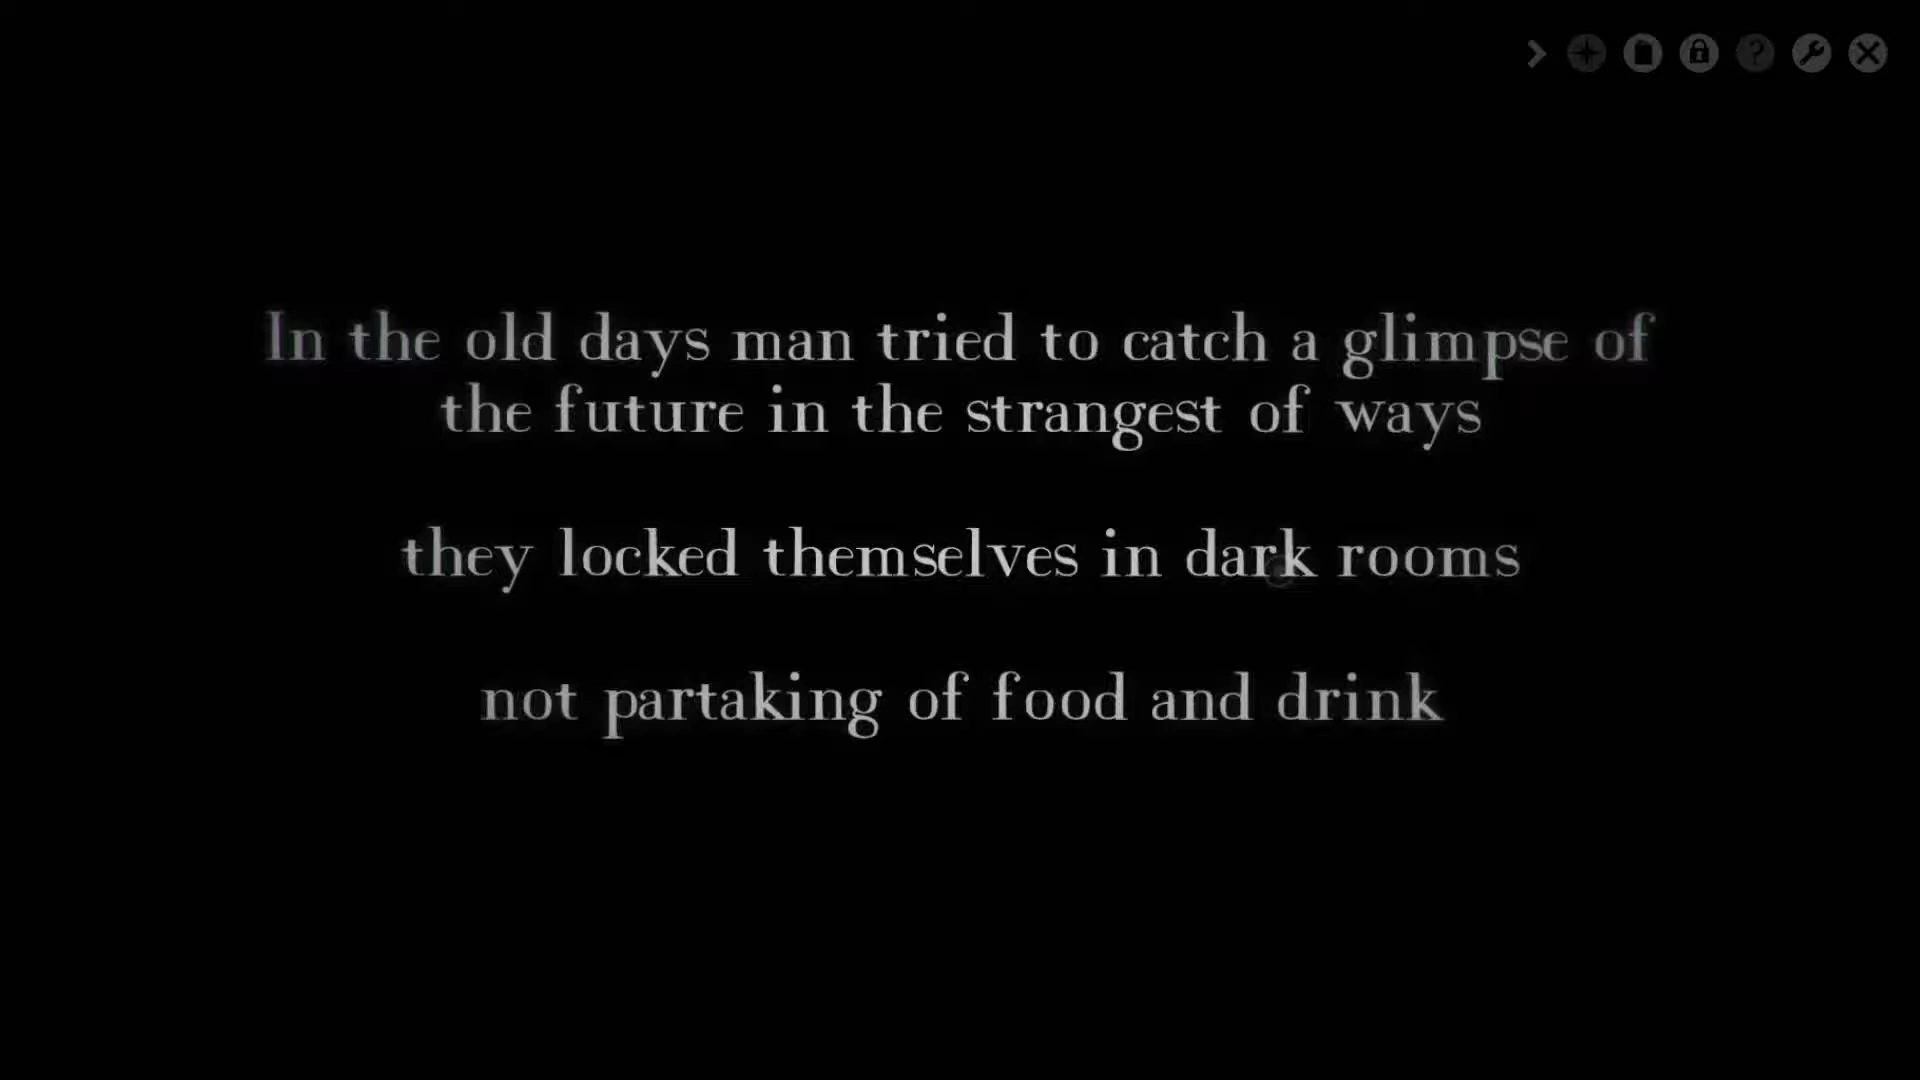 In the old days man tried to catch a glimpse of
the future in the strangest of ways
they locked themselves in dark rooms
not partaking of food and drink